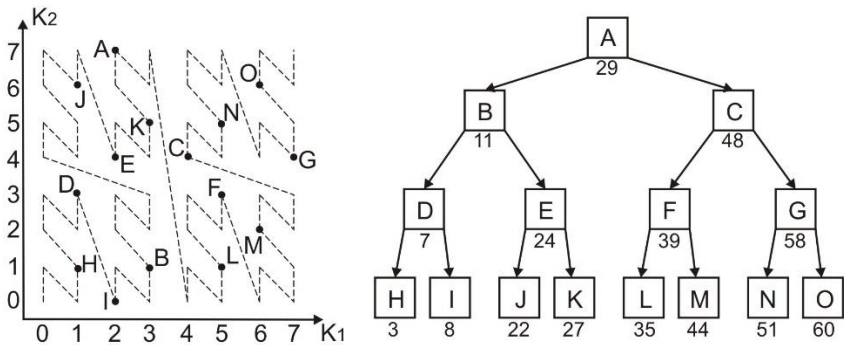 K2
7
6
5
4
3
2
1
0
0 1 2 3 4 5 6 7 K1
A
J
O
K
N
E
C
G
D
F
M
H
B
L
I
A
29
B C
11 48
D E F G
7 24 39 58
H I J K L M N O
3 8 22 27 35 44 51 60